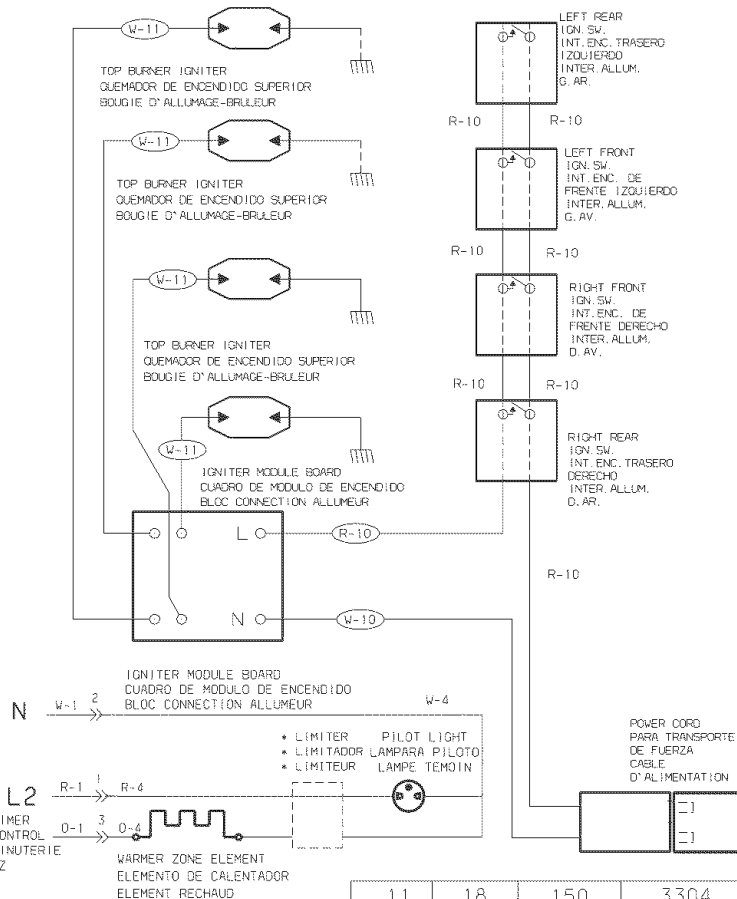 W-11
TOP BURNER IGNITER
QUEMADOR DE ENCENDIDO SUPERIOR
BOUGIE D'ALLUMAGE-BRULEUR
W-11
TOP BURNER IGNITER
QUEMADOR DE ENCENDIDO SUPERIOR
BOUGIE D'ALLUMAGE-BRULEUR
W-11
TOP BURNER IGNITER
QUEMADOR DE ENCENDIDO SUPERIOR
BOUGIE D'ALLUMAGE-BRULEUR
W-11
IGNITER MODULE BOARD
CUADRO DE MODULO DE ENCENDIDO
BLOC CONNECTION ALLUMEUR
L
R-10
N
W-10
LEFT REAR
IGN. SW.
INT. ENC. TRASERO
IZQUIERDO
INTER. ALLUM.
G. AR.
R-10
R-10
LEFT FRONT
IGN. SW.
INT. ENC. DE
FRENTE IZQUIERDO
INTER. ALLUM.
G. AV.
R-10
R-10
RIGHT FRONT
IGN. SW.
INT. ENC. DE
FRENTE DERECHO
INTER. ALLUM.
D. AV.
R-10
R-10
RIGHT REAR
IGN. SW.
INT. ENC. TRASERO
DERECHO
INTER. ALLUM.
D. AR.
R-10
IGNITER MODULE BOARD
CUADRO DE MODULO DE ENCENDIDO
BLOC CONNECTION ALLUMEUR
N
W-1
2
W-4
* LIMITER
* LIMITADOR
* LIMITEUR
PILOT LIGHT
LAMPARA PILOTO
LAMPE TEMOIN
L2
R-1
1
R-4
IMER
ONTROL
INUTERIE
Z
O-1
3
O-4
WARMER ZONE ELEMENT
ELEMENTO DE CALENTADOR
ELEMENT RECHAUD
POWER CORD
PARA TRANSPORTE
DE FUERZA
CABLE
D'ALIMENTATION
11 18 150 3304